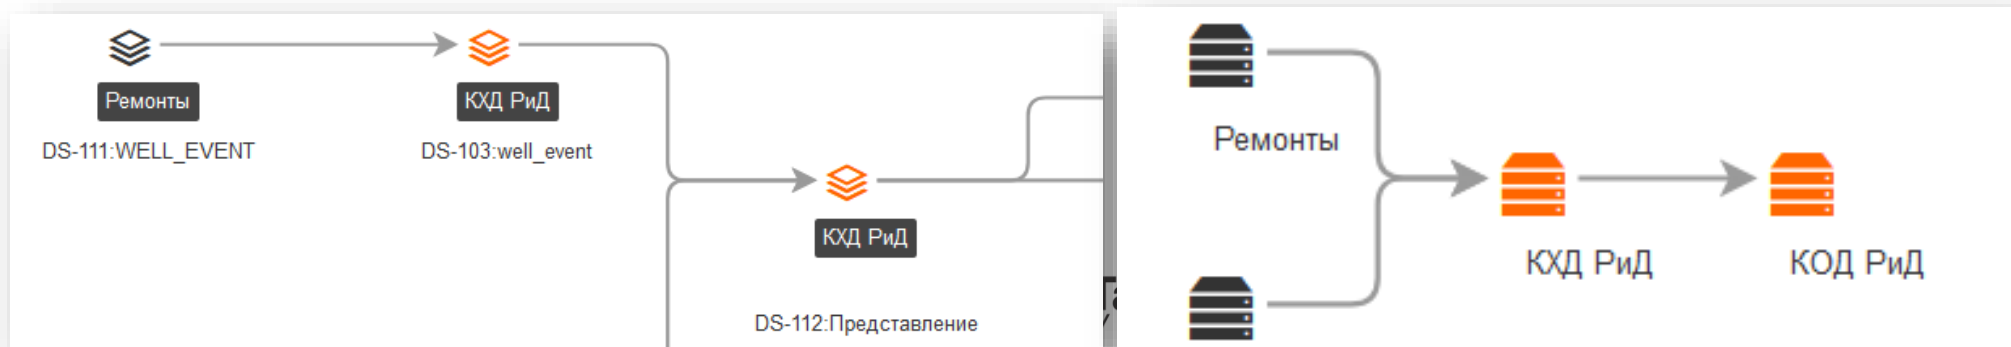 Ремонты
DS-111:WELL_EVENT
КХД РиД
DS-103:well_event
КХД РиД
DS-112:Представление
Ремонты
КХД РиД
КОД РиД